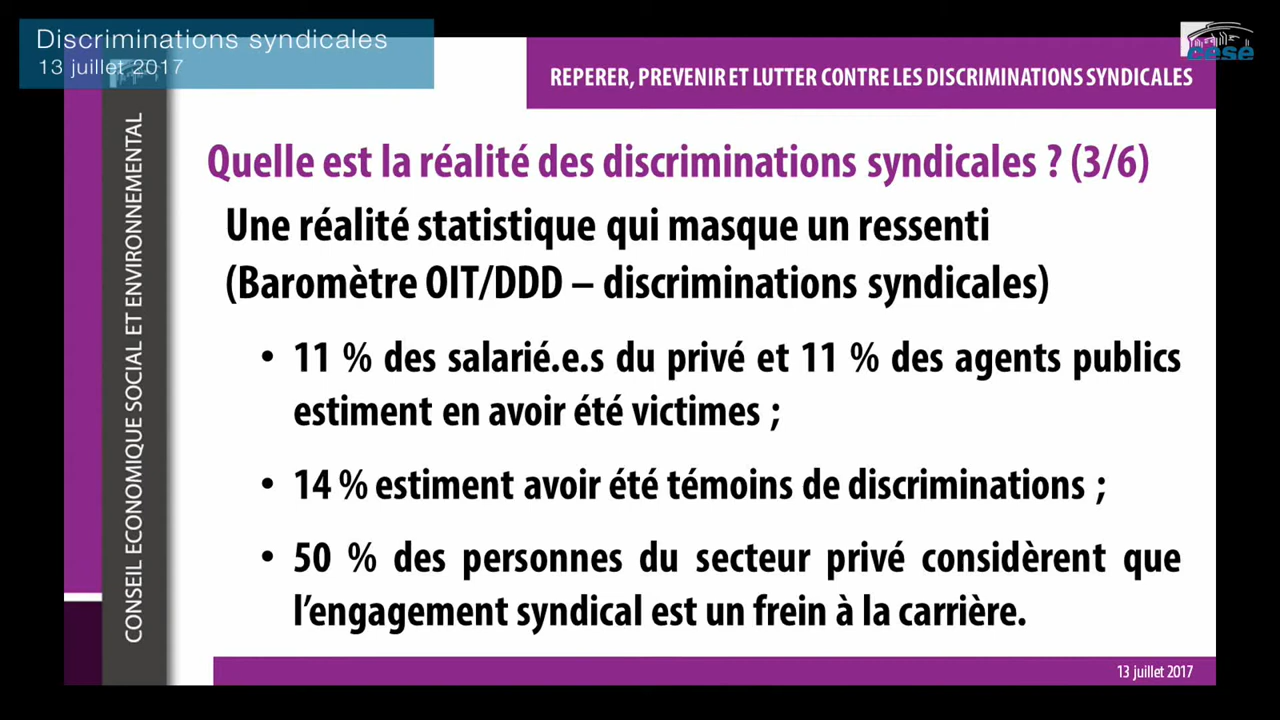 Discriminations syndicales
13 juillet 2017
cese
REPERER, PREVENIR ET LUTTER CONTRE LES DISCRIMINATIONS SYNDICALES
CONSEIL ECONOMIQUE SOCIAL ET ENVIRONNEMENTAL
Quelle est la réalité des discriminations syndicales ? (3/6)
Une réalité statistique qui masque un ressenti
(Baromètre OIT/DDD – discriminations syndicales)
• 11 % des salarié.e.s du privé et 11 % des agents publics
estiment en avoir été victimes ;
• 14 % estiment avoir été témoins de discriminations ;
• 50 % des personnes du secteur privé considèrent que
l'engagement syndical est un frein à la carrière.
13 juillet 2017